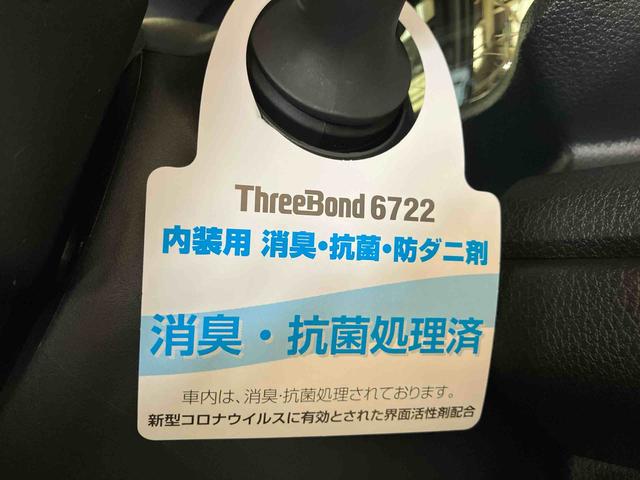 ThreeBond 6722
内装用 消臭・抗菌・防ダニ剤
消臭・抗菌処理済
車内は、消臭・抗菌処理されております。
新型コロナウイルスに有効とされた界面活性剤配合